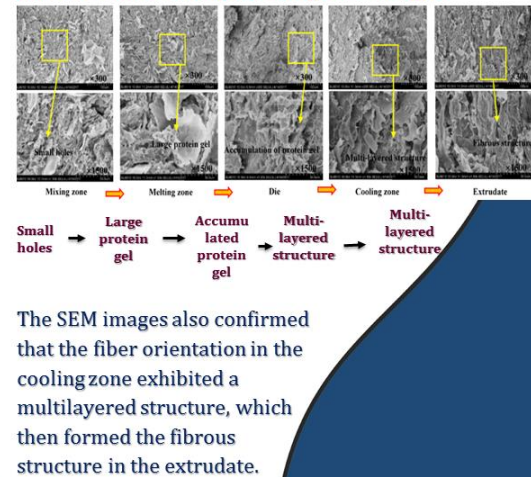 ×300 ×300 ×300 ×300 ×300
Small holes Large protein gel Accumulation of protein gel Multi-layered structure Fibrous structure
×1500 ×1500 ×1500 ×1500 ×1500
Mixing zone Melting zone Die Cooling zone Extrudate
Small
holes
Large
protein
gel
Accumu
lated
protein
gel
Multi-
layered
structure
Multi-
layered
structure
The SEM images also confirmed
that the fiber orientation in the
cooling zone exhibited a
multilayered structure, which
then formed the fibrous
structure in the extrudate.